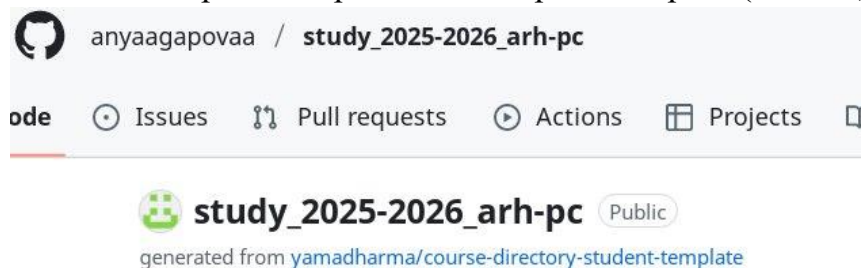 anyaagapovaa / study_2025-2026_arh-pc
ode Issues Pull requests Actions Projects
study_2025-2026_arh-pc Public
generated from yamadharma/course-directory-student-template